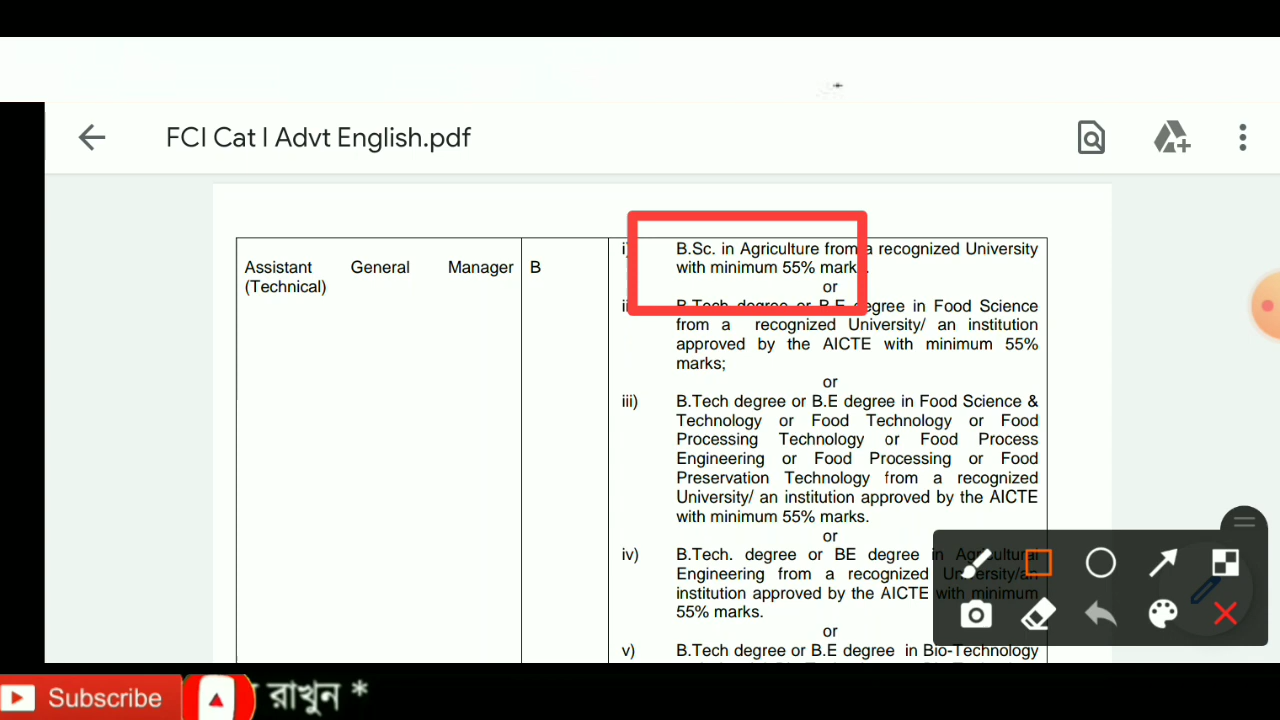 FCI Cat I Advt English.pdf
Assistant General Manager
(Technical)
B
i) B.Sc. in Agriculture from a recognized University
with minimum 55% marks.
or
ii) B.Tech degree or B.E degree in Food Science
from a recognized University/ an institution
approved by the AICTE with minimum 55%
marks;
or
iii) B.Tech degree or B.E degree in Food Science &
Technology or Food Technology or Food
Processing Technology or Food Process
Engineering or Food Processing or Food
Preservation Technology from a recognized
University/ an institution approved by the AICTE
with minimum 55% marks.
or
iv) B.Tech. degree or BE degree in Agricultural
Engineering from a recognized University/an
institution approved by the AICTE with minimum
55% marks.
or
v) B.Tech degree or B.E degree in Bio-Technology
Subscribe
রাখুন *